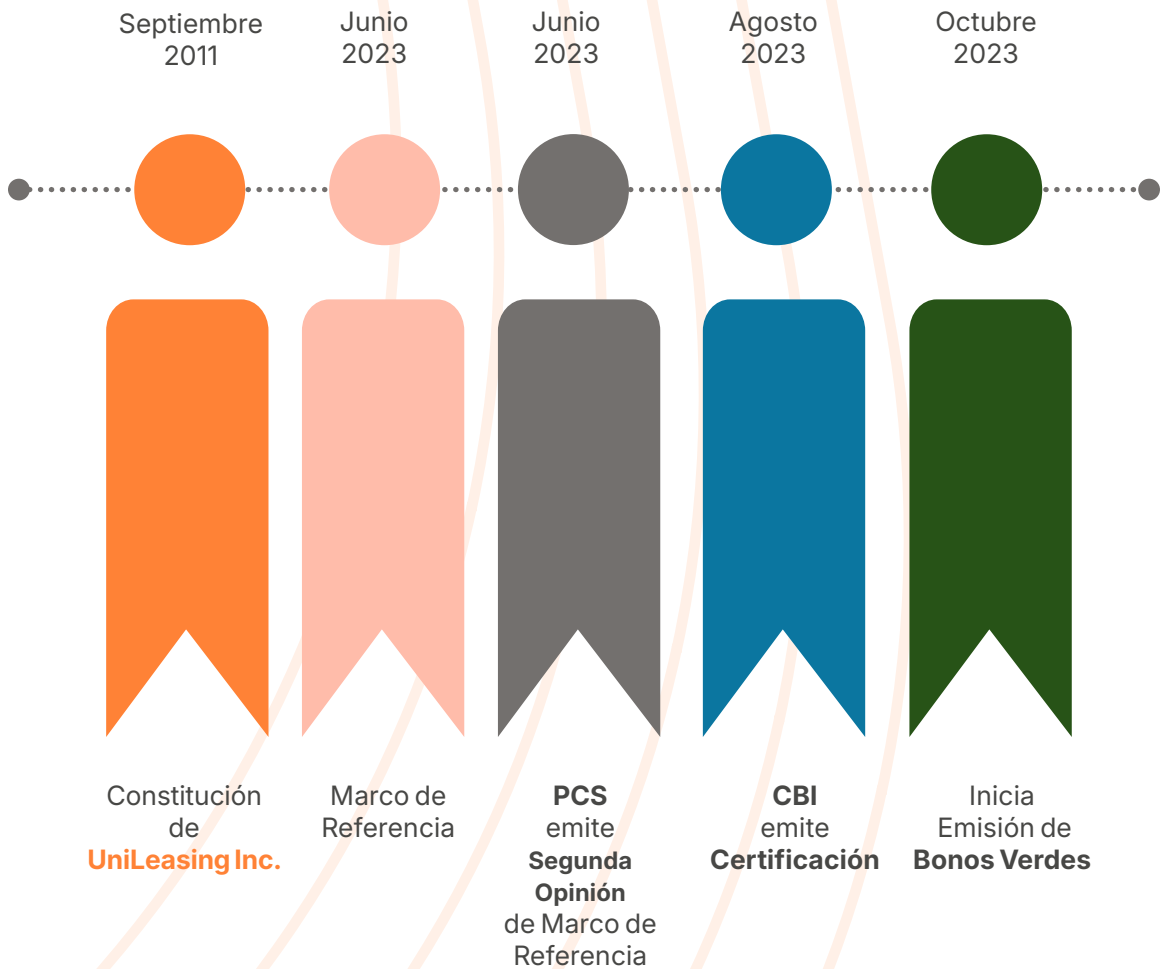 Septiembre
2011
Junio
2023
Junio
2023
Agosto
2023
Octubre
2023
Constitución
de
UniLeasing Inc.
Marco de
Referencia
PCS
emite
Segunda
Opinión
de Marco de
Referencia
CBI
emite
Certificación
Inicia
Emisión de
Bonos Verdes